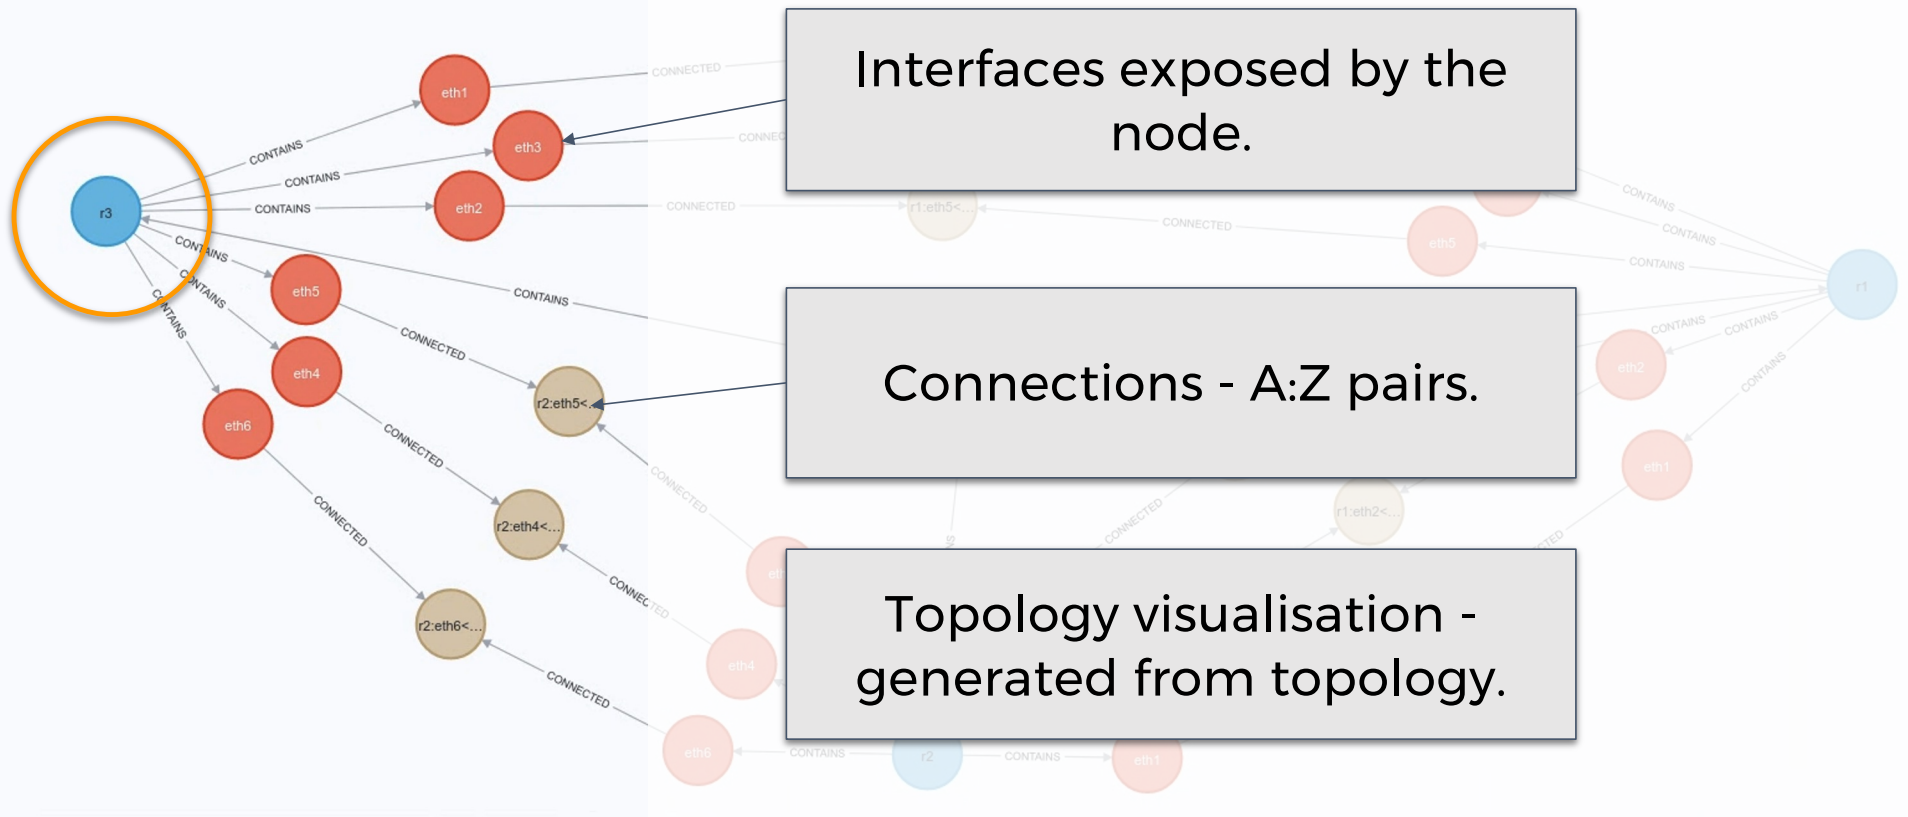 Interfaces exposed by the
node.
Connections - A:Z pairs.
Topology visualisation -
generated from topology.
r3
eth1
eth3
eth2
eth5
eth4
eth6
CONTAINS
CONTAINS
CONTAINS
CONTAINS
CONTAINS
CONTAINS
CONTAINS
CONNECTED
CONNECTED
CONNECTED
CONNECTED
CONNECTED
CONNECTED
CONNECTED
r2:eth5<...
r2:eth4<...
r2:eth6<...
r1:eth5<...
CONNECTED
eth5
CONTAINS
CONTAINS
CONTAINS
r1
eth2
CONTAINS
CONTAINS
CONTAINS
eth1
r1:eth2<...
CONNECTED
eth4
eth6
CONTAINS
r2
CONTAINS
eth1